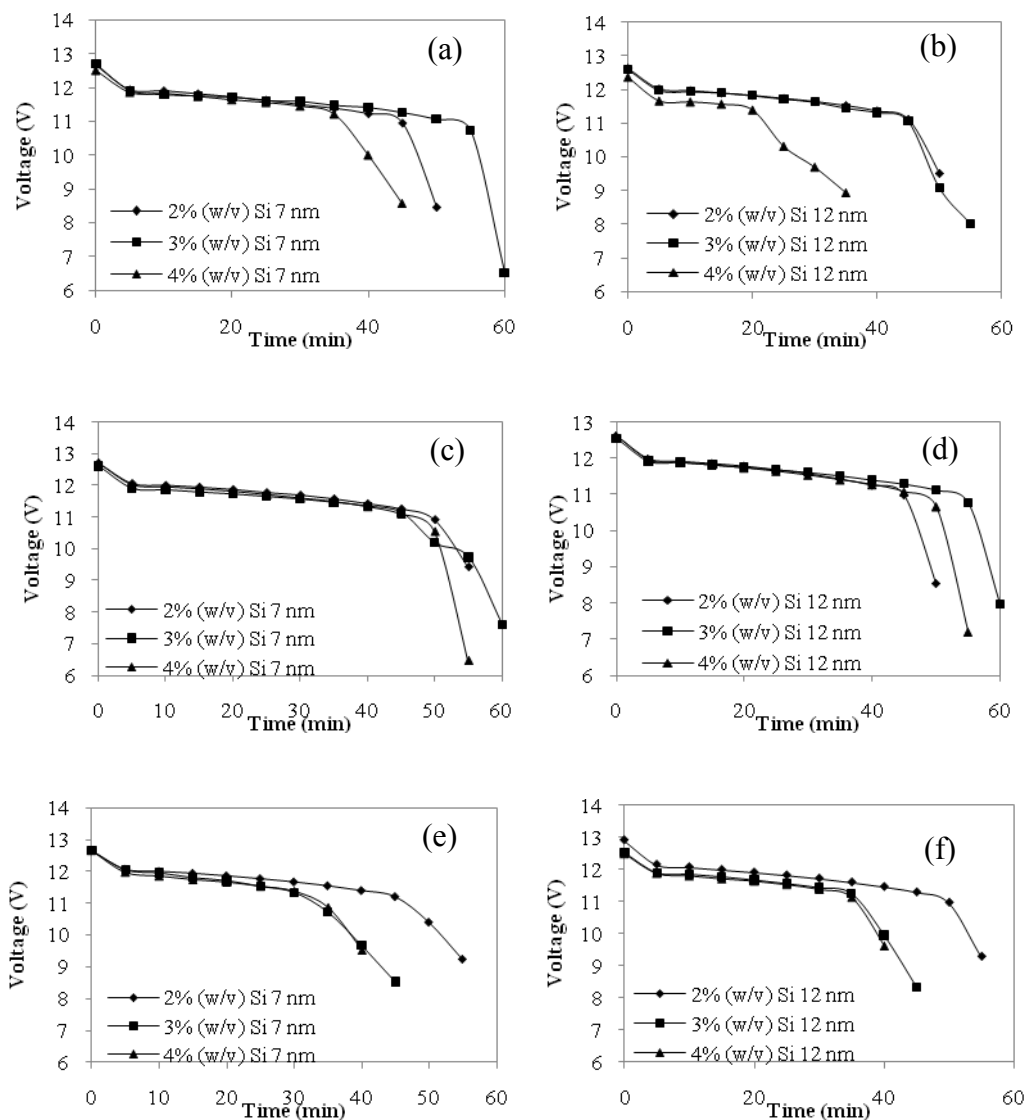 14
13
12
11
10
9
8
7
6
Voltage (V)
(a)
2% (w/v) Si 7 nm
3% (w/v) Si 7 nm
4% (w/v) Si 7 nm
0 20 40 60
Time (min)
14
13
12
11
10
9
8
7
6
Voltage (V)
(b)
2% (w/v) Si 12 nm
3% (w/v) Si 12 nm
4% (w/v) Si 12 nm
0 20 40 60
Time (min)
14
13
12
11
10
9
8
7
6
Voltage (V)
(c)
2% (w/v) Si 7 nm
3% (w/v) Si 7 nm
4% (w/v) Si 7 nm
0 10 20 30 40 50 60
Time (min)
13
12
11
10
9
8
7
6
Voltage (V)
(d)
2% (w/v) Si 12 nm
3% (w/v) Si 12 nm
4% (w/v) Si 12 nm
0 20 40 60
Time (min)
14
13
12
11
10
9
8
7
6
Voltage (V)
(e)
2% (w/v) Si 7 nm
3% (w/v) Si 7 nm
4% (w/v) Si 7 nm
0 10 20 30 40 50 60
Time (min)
14
13
12
11
10
9
8
7
6
Voltage (V)
(f)
2% (w/v) Si 12 nm
3% (w/v) Si 12 nm
4% (w/v) Si 12 nm
0 20 40 60
Time (min)